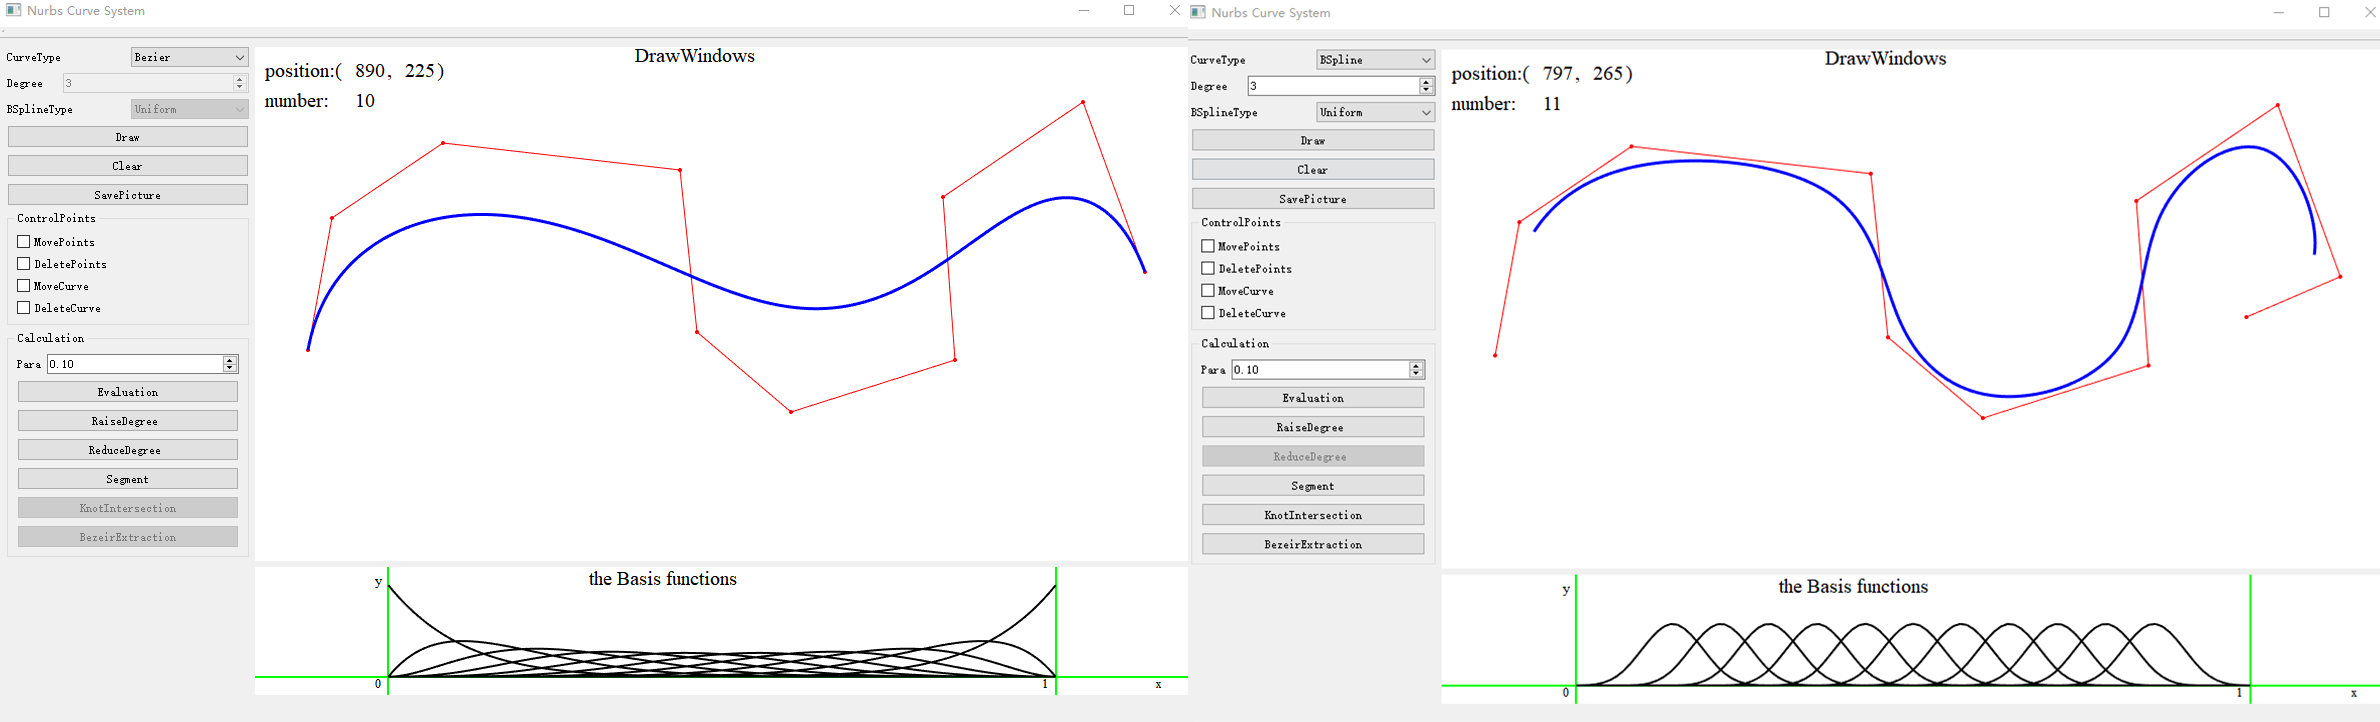 Nurbs Curve System
CurveType Bezier
Degree 3
BSplineType Uniform
Draw
Clear
SavePicture
ControlPoints
MovePoints
DeletePoints
MoveCurve
DeleteCurve
Calculation
Para 0.10
Evaluation
RaiseDegree
ReduceDegree
Segment
KnotIntersection
BezeirExtraction
DrawWindows
position:( 890, 225)
number: 10
the Basis functions
y
0
1
x
Nurbs Curve System
CurveType BSpline
Degree 3
BSplineType Uniform
Draw
Clear
SavePicture
ControlPoints
MovePoints
DeletePoints
MoveCurve
DeleteCurve
Calculation
Para 0.10
Evaluation
RaiseDegree
ReduceDegree
Segment
KnotIntersection
BezeirExtraction
DrawWindows
position:( 797, 265)
number: 11
the Basis functions
y
0
1
x